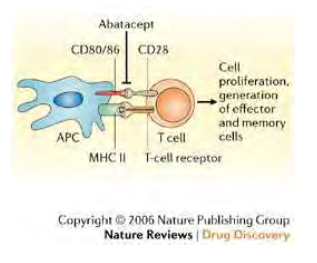 Abatacept
CD80/86 CD28
Cell
proliferation,
generation
of effector
and memory
cells
APC
T cell
MHC II
T-cell receptor
Copyright © 2006 Nature Publishing Group
Nature Reviews | Drug Discovery